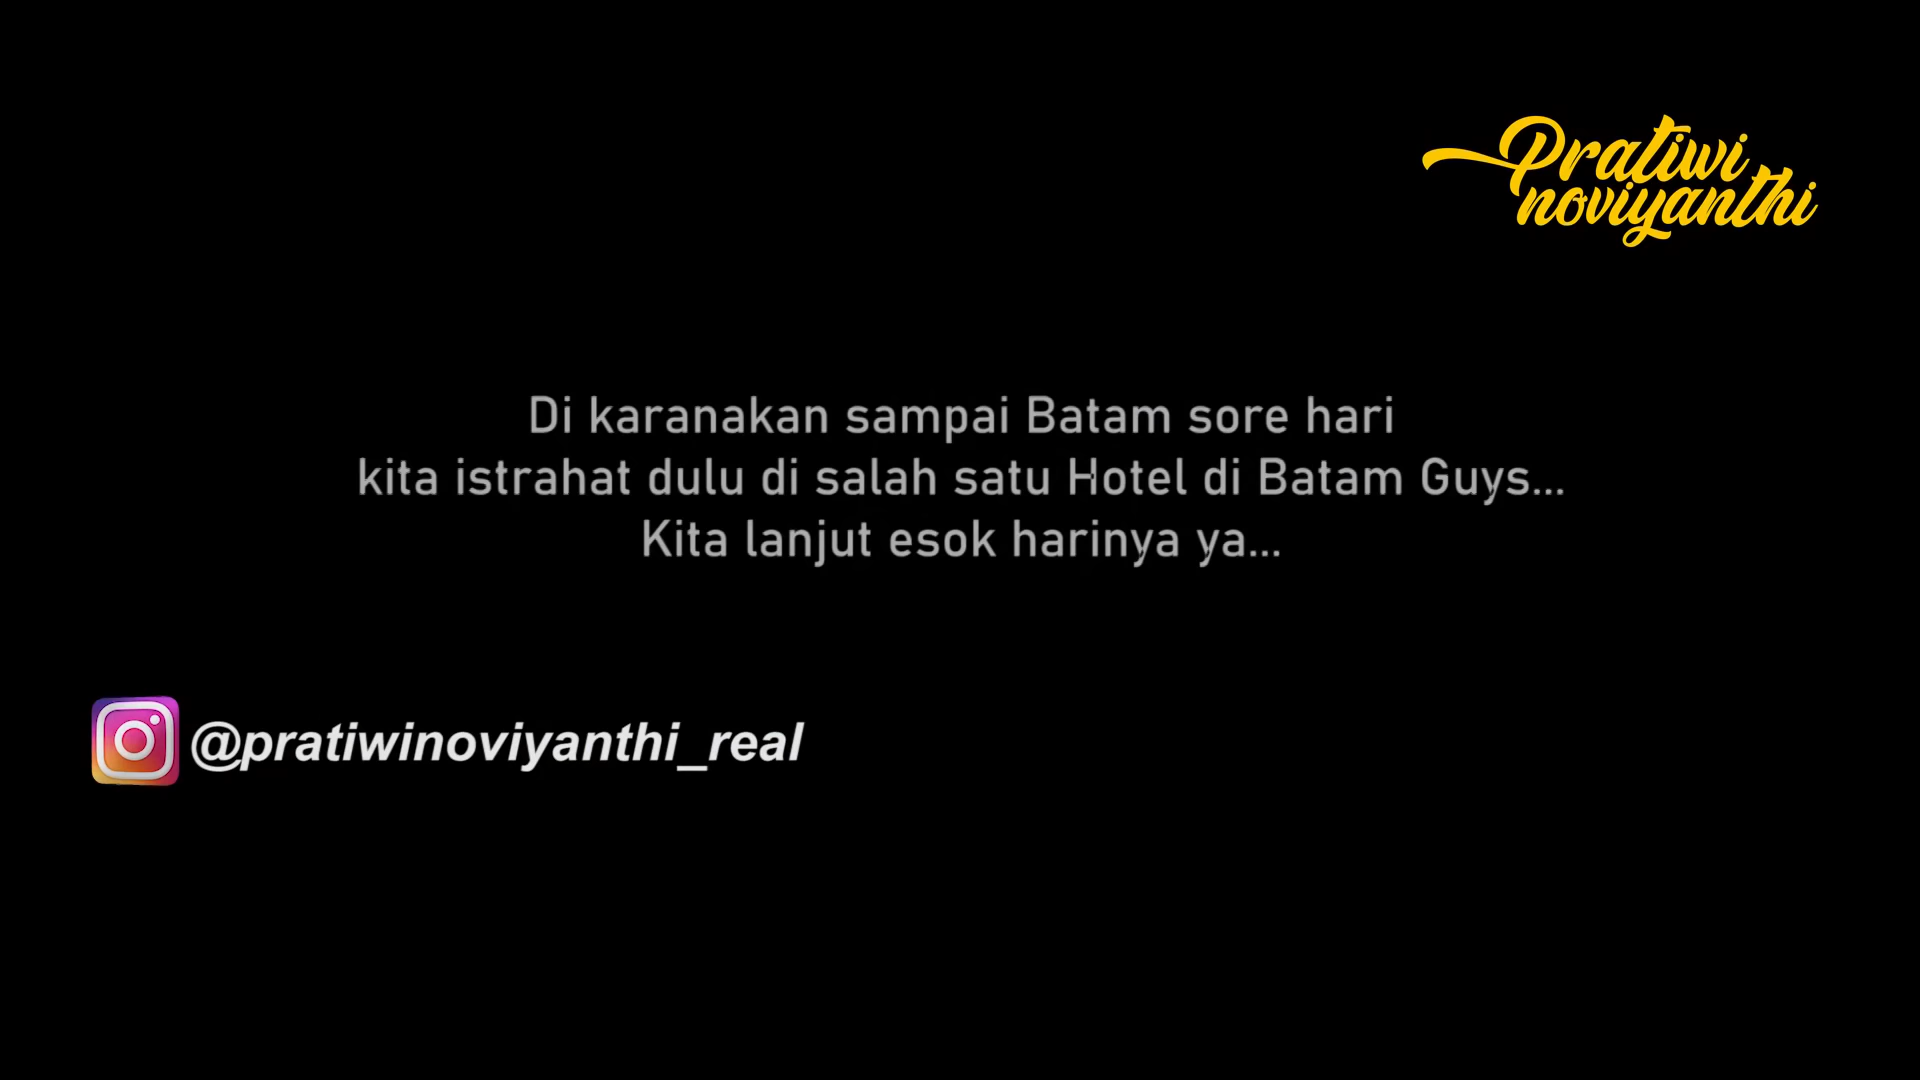 Pratiwi
noviyanthi
Di karanakan sampai Batam sore hari
kita istrahat dulu di salah satu Hotel di Batam Guys...
Kita lanjut esok harinya ya...
@pratiwinoviyanthi_real